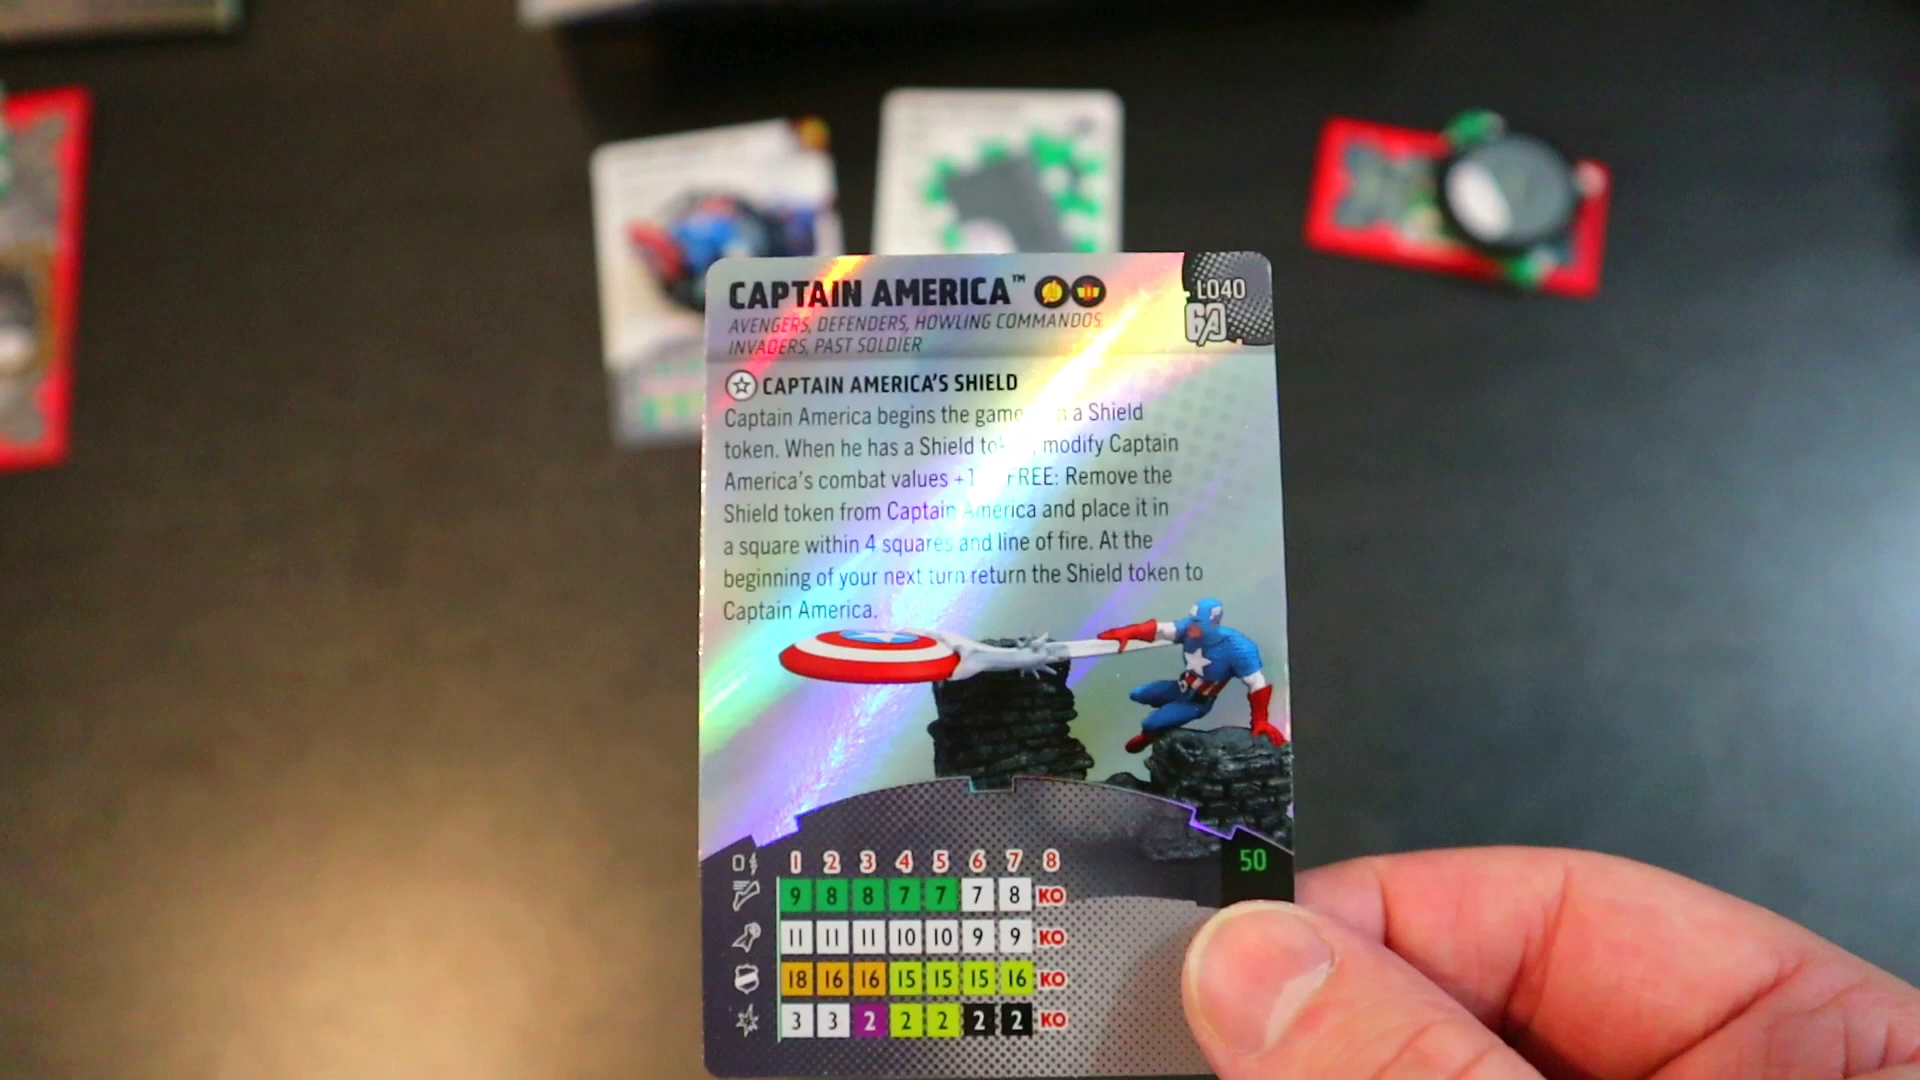 CAPTAIN AMERICA™
L040
60
AVENGERS, DEFENDERS, HOWLING COMMANDOS,
INVADERS, PAST SOLDIER
CAPTAIN AMERICA'S SHIELD
Captain America begins the game a Shield
token. When he has a Shield modify Captain
America's combat values +1 FREE: Remove the
Shield token from Captain America and place it in
a square within 4 squares and line of fire. At the
beginning of your next turn return the Shield token to
Captain America.
50
0 1 2 3 4 5 6 7 8
9 8 8 7 7 7 8 KO
11 11 11 10 10 9 9 KO
18 16 16 15 15 15 16 KO
3 3 2 2 2 2 2 KO